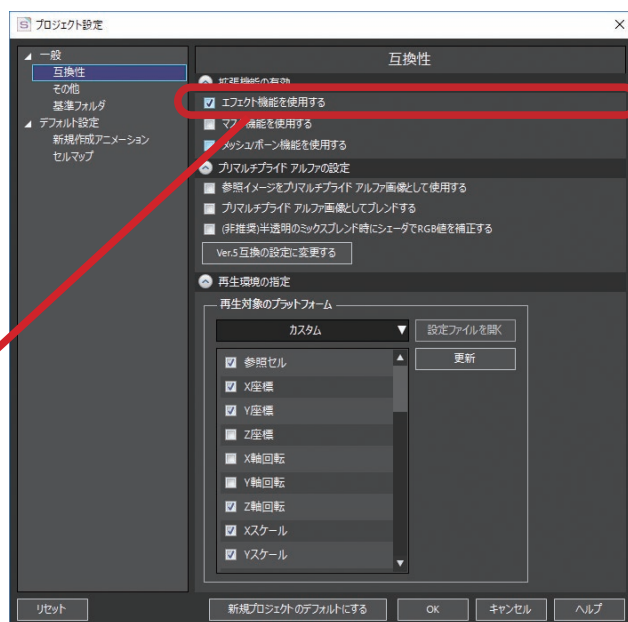 プロジェクト設定
一般
互換性
その他
基準フォルダ
デフォルト設定
新規作成アニメーション
セルマップ
互換性
拡張機能の有効
エフェクト機能を使用する
機能を使用する
メッシュ/ボーン機能を使用する
プリマルチプライド アルファの設定
参照イメージをプリマルチプライド アルファ画像として使用する
プリマルチプライド アルファ画像としてブレンドする
(非推奨)半透明のミックスブレンド時にシェーダでRGB値を補正する
Ver.5互換の設定に変更する
再生環境の指定
再生対象のプラットフォーム
カスタム
設定ファイルを開く
更新
参照セル
X座標
Y座標
Z座標
X軸回転
Y軸回転
Z軸回転
Xスケール
Yスケール
リセット
新規プロジェクトのデフォルトにする
OK
キャンセル
ヘルプ